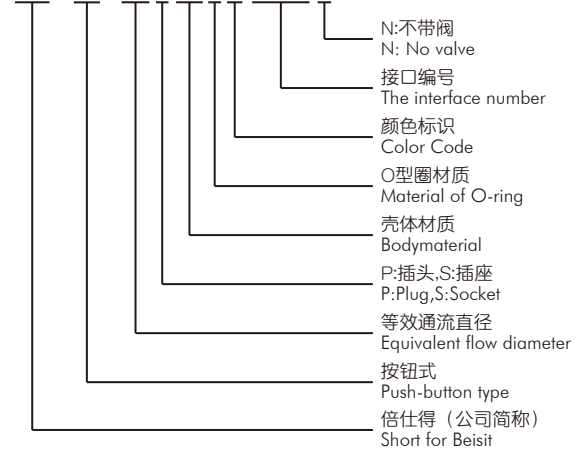 N:不带阀
N: No valve
接口编号
The interface number
颜色标识
Color Code
O型圈材质
Material of O-ring
壳体材质
Bodymaterial
P:插头,S:插座
P:Plug,S:Socket
等效通流直径
Equivalent flow diameter
按钮式
Push-button type
倍仕得（公司简称）
Short for Beisit